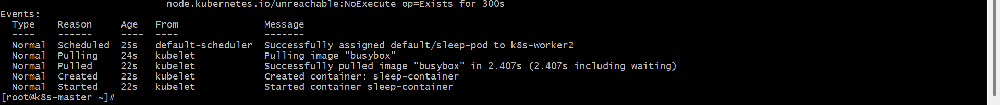 node.kubernetes.io/unreachable:NoExecute op=Exists for 300s
Events:
  Type    Reason     Age   From               Message
  ----    ------     ----  ----               -------
  Normal  Scheduled  25s   default-scheduler  Successfully assigned default/sleep-pod to k8s-worker2
  Normal  Pulling    24s   kubelet            Pulling image "busybox"
  Normal  Pulled     22s   kubelet            Successfully pulled image "busybox" in 2.407s (2.407s including waiting)
  Normal  Created    22s   kubelet            Created container: sleep-container
  Normal  Started    22s   kubelet            Started container sleep-container
[root@k8s-master ~]#